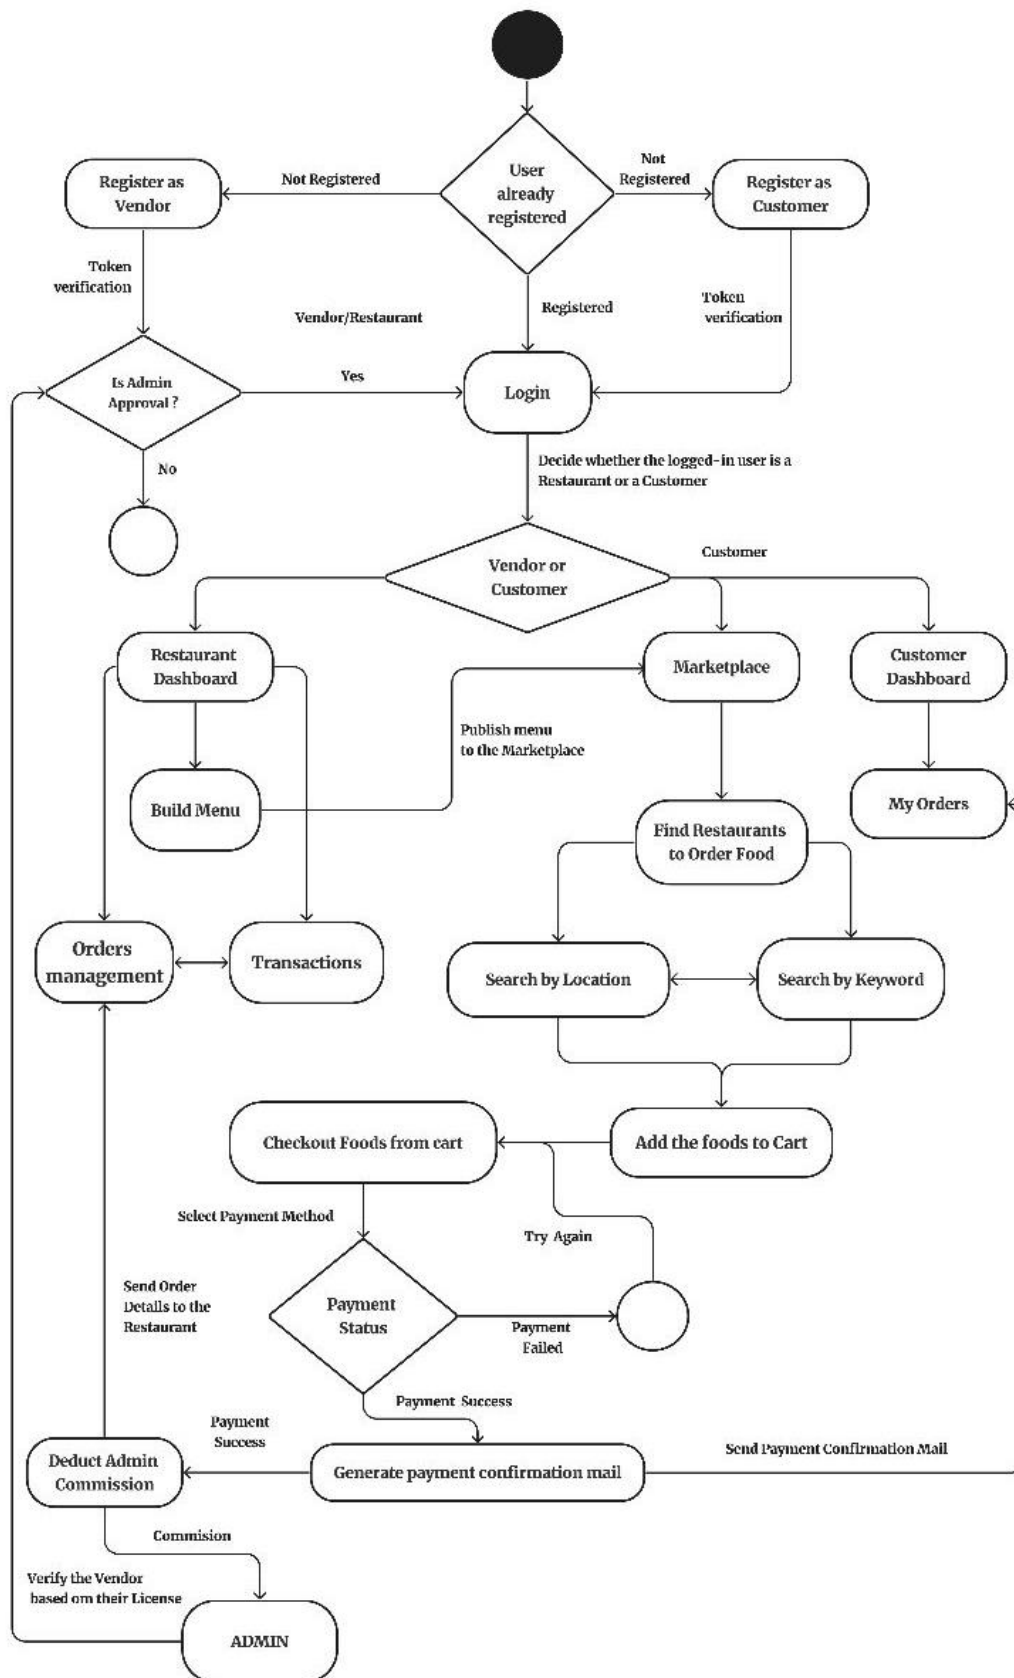 User
already
registered
Not Registered
Not
Registered
Register as
Vendor
Register as
Customer
Token
verification
Vendor/Restaurant
Registered
Token
verification
Is Admin
Approval ?
Yes
Login
No
Decide whether the logged-in user is a
Restaurant or a Customer
Vendor or
Customer
Customer
Restaurant
Dashboard
Marketplace
Customer
Dashboard
Publish menu
to the Marketplace
Build Menu
My Orders
Find Restaurants
to Order Food
Orders
management
Transactions
Search by Location
Search by Keyword
Checkout Foods from cart
Add the foods to Cart
Select Payment Method
Try Again
Send Order
Details to the
Restaurant
Payment
Status
Payment
Failed
Payment Success
Payment
Success
Send Payment Confirmation Mail
Deduct Admin
Commission
Generate payment confirmation mail
Commision
Verify the Vendor
based om their License
ADMIN